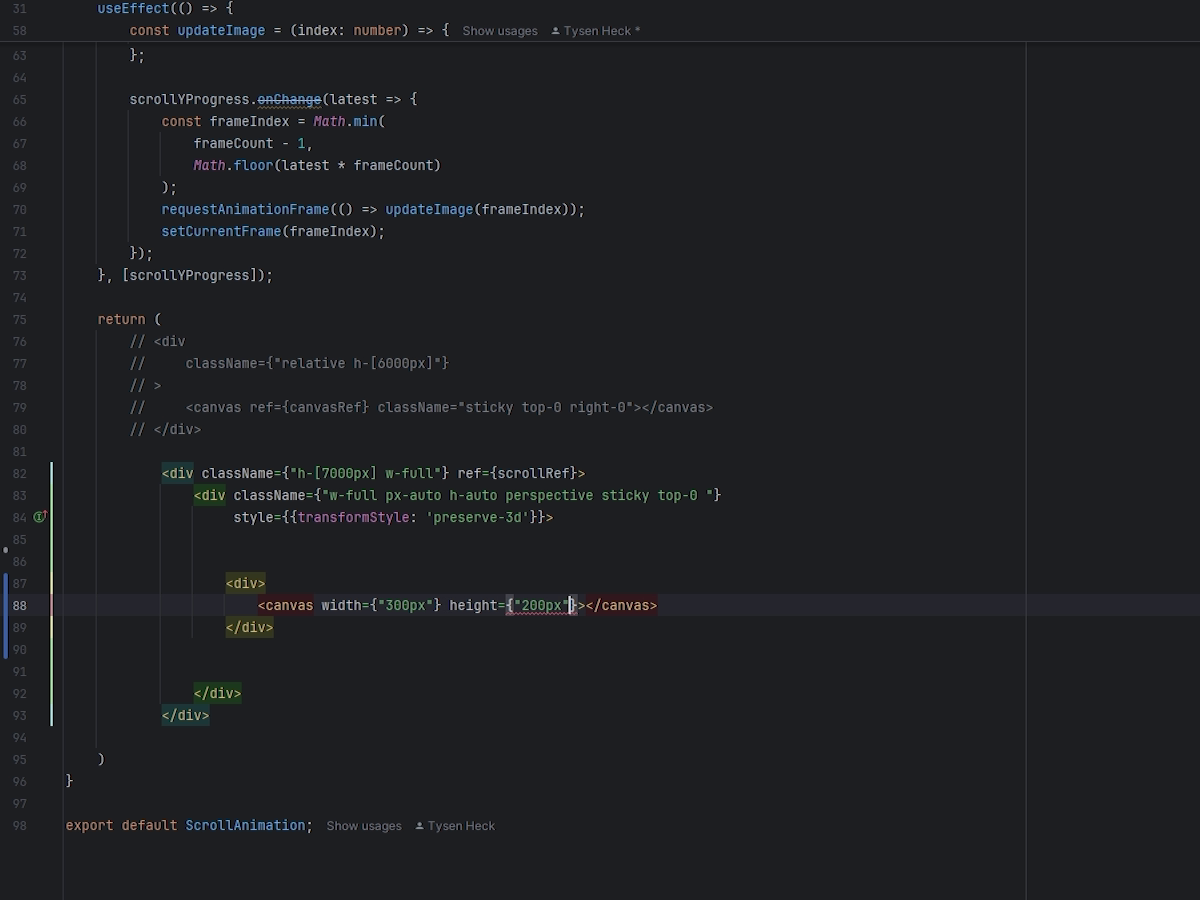 31 useEffect(() => {
58 const updateImage = (index: number) => { Show usages Tysen Heck *
63 };
64
65 scrollYProgress.onChange(latest => {
66 const frameIndex = Math.min(
67 frameCount - 1,
68 Math.floor(latest * frameCount)
69 );
70 requestAnimationFrame(() => updateImage(frameIndex));
71 setCurrentFrame(frameIndex);
72 });
73 }, [scrollYProgress]);
74
75 return (
76 // <div
77 //     className={"relative h-[6000px]"}
78 // >
79 //     <canvas ref={canvasRef} className="sticky top-0 right-0"></canvas>
80 // </div>
81
82 <div className={"h-[7000px] w-full"} ref={scrollRef}>
83 <div className={"w-full px-auto h-auto perspective sticky top-0 "}
84 style={{transformStyle: 'preserve-3d'}}>
85
86
87 <div>
88 <canvas width={"300px"} height={"200px"}></canvas>
89 </div>
90
91
92 </div>
93 </div>
94
95 )
96 }
97
98 export default ScrollAnimation; Show usages Tysen Heck